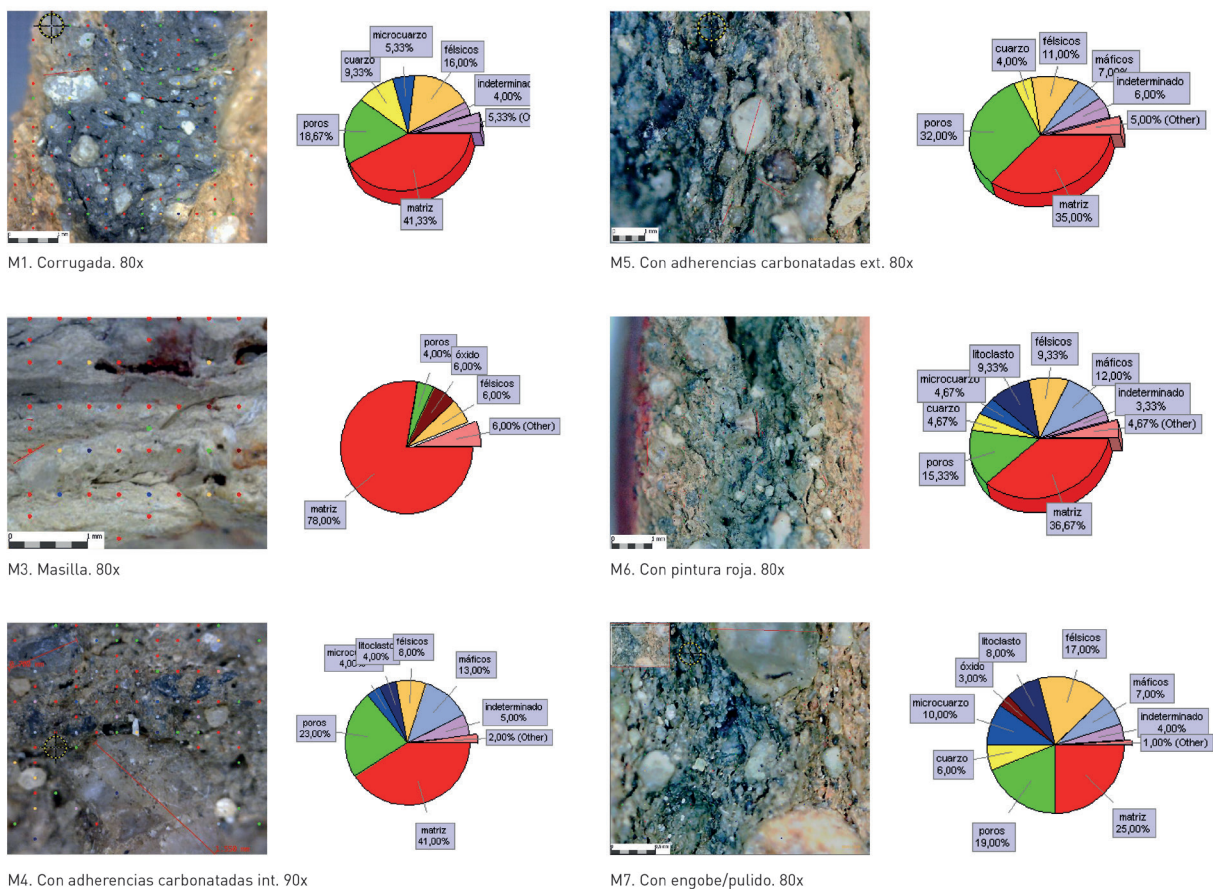 microcuarzo
5,33%
félsicos
16,00%
cuarzo
9,33%
indeterminad
4,00%
5,33% (O
poros
18,67%
matriz
41,33%
0 1 mm
M1. Corrugada. 80x
cuarzo
4,00%
félsicos
11,00%
máficos
7,00%
indeterminado
6,00%
5,00% (Other)
poros
32,00%
matriz
35,00%
M5. Con adherencias carbonatadas ext. 80x
poros
4,00%
óxido
6,00%
félsicos
6,00%
6,00% (Other)
matriz
78,00%
0 1 mm
M3. Masilla. 80x
litoclasto
9,33%
félsicos
9,33%
máficos
12,00%
microcuarzo
4,67%
indeterminado
3,33%
cuarzo
4,67%
4,67% (Other)
poros
15,33%
matriz
36,67%
M6. Con pintura roja. 80x
litoclasto
4,00%
félsicos
8,00%
4,00%
máficos
13,00%
indeterminado
5,00%
poros
23,00%
2,00% (Other)
matriz
41,00%
M4. Con adherencias carbonatadas int. 90x
litoclasto
8,00%
félsicos
17,00%
óxido
3,00%
máficos
7,00%
microcuarzo
10,00%
indeterminado
4,00%
1,00% (Other)
cuarzo
6,00%
poros
19,00%
matriz
25,00%
M7. Con engobe/pulido. 80x